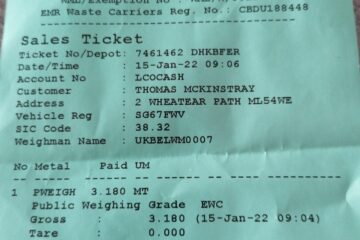 EMR Waste Carriers Reg. No.: CBDU188448
Sales Ticket
Ticket No/Depot: 7461462 DHKBFER
Date/Time : 15-Jan-22 09:06
Account No : LCOCASH
Customer : THOMAS MCKINSTRAY
Address : 2 WHEATEAR PATH ML54WE
Vehicle Reg : SG67FWV
SIC Code : 38.32
Weighman Name : UKBELWM0007
No Metal Paid UM
1 PWEIGH 3.180 MT
Public Weighing Grade EWC
Gross : 3.180 (15-Jan-22 09:04)
Tare : 0.000